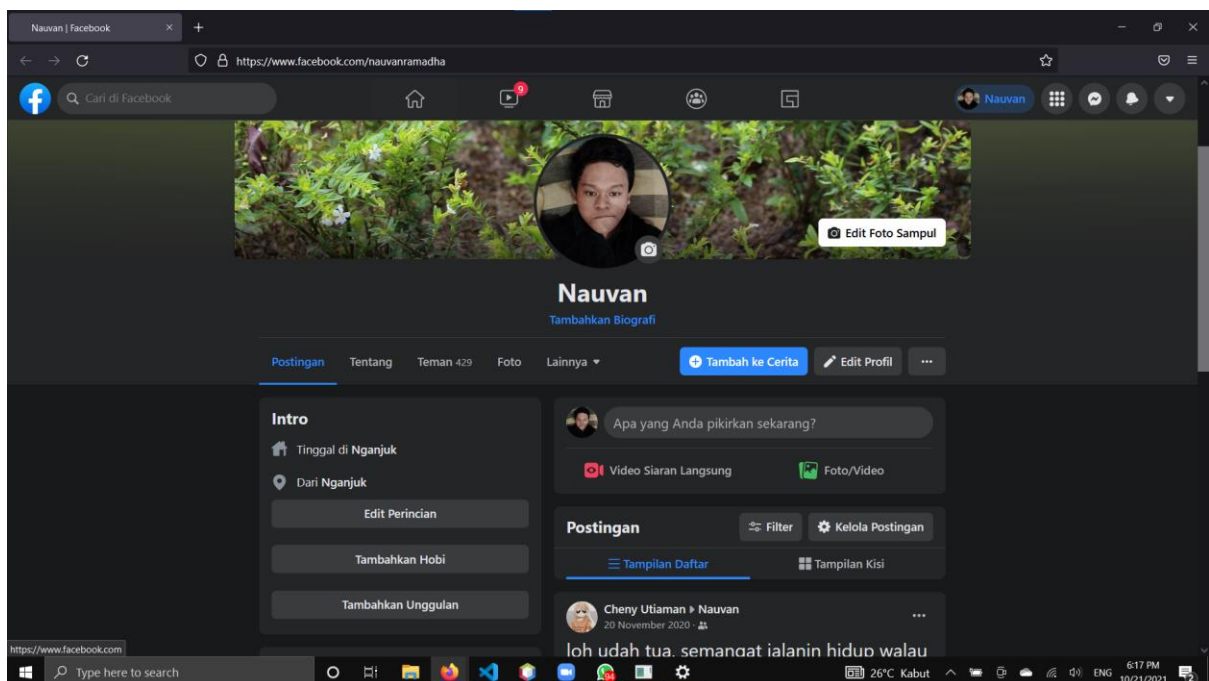 Nauvan | Facebook
https://www.facebook.com/nauvanramadha
Cari di Facebook
9
Nauvan
Edit Foto Sampul
Nauvan
Tambahkan Biografi
Postingan Tentang Teman 429 Foto Lainnya
Tambah ke Cerita Edit Profil
Intro
Tinggal di Nganjuk
Dari Nganjuk
Edit Perincian
Tambahkan Hobi
Tambahkan Unggulan
Apa yang Anda pikirkan sekarang?
Video Siaran Langsung Foto/Video
Postingan Filter Kelola Postingan
Tampilan Daftar Tampilan Kisi
Cheny Utiaman Nauvan
20 November 2020
loh udah tua, semangat jalanin hidup walau
https://www.facebook.com
Type here to search
94
26°C Kabut
ENG
6:17 PM
10/21/2021
2